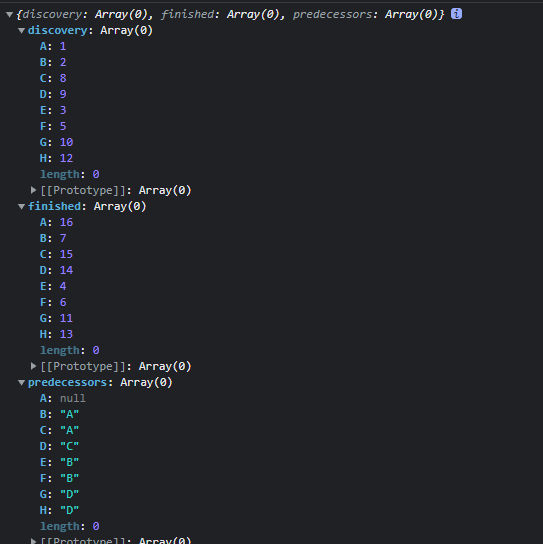 {discovery: Array(0), finished: Array(0), predecessors: Array(0)} i
discovery: Array(0)
A: 1
B: 2
C: 8
D: 9
E: 3
F: 5
G: 10
H: 12
length: 0
[[Prototype]]: Array(0)
finished: Array(0)
A: 16
B: 7
C: 15
D: 14
E: 4
F: 6
G: 11
H: 13
length: 0
[[Prototype]]: Array(0)
predecessors: Array(0)
A: null
B: "A"
C: "A"
D: "C"
E: "B"
F: "B"
G: "D"
H: "D"
length: 0
[[Prototype]]: Array(0)